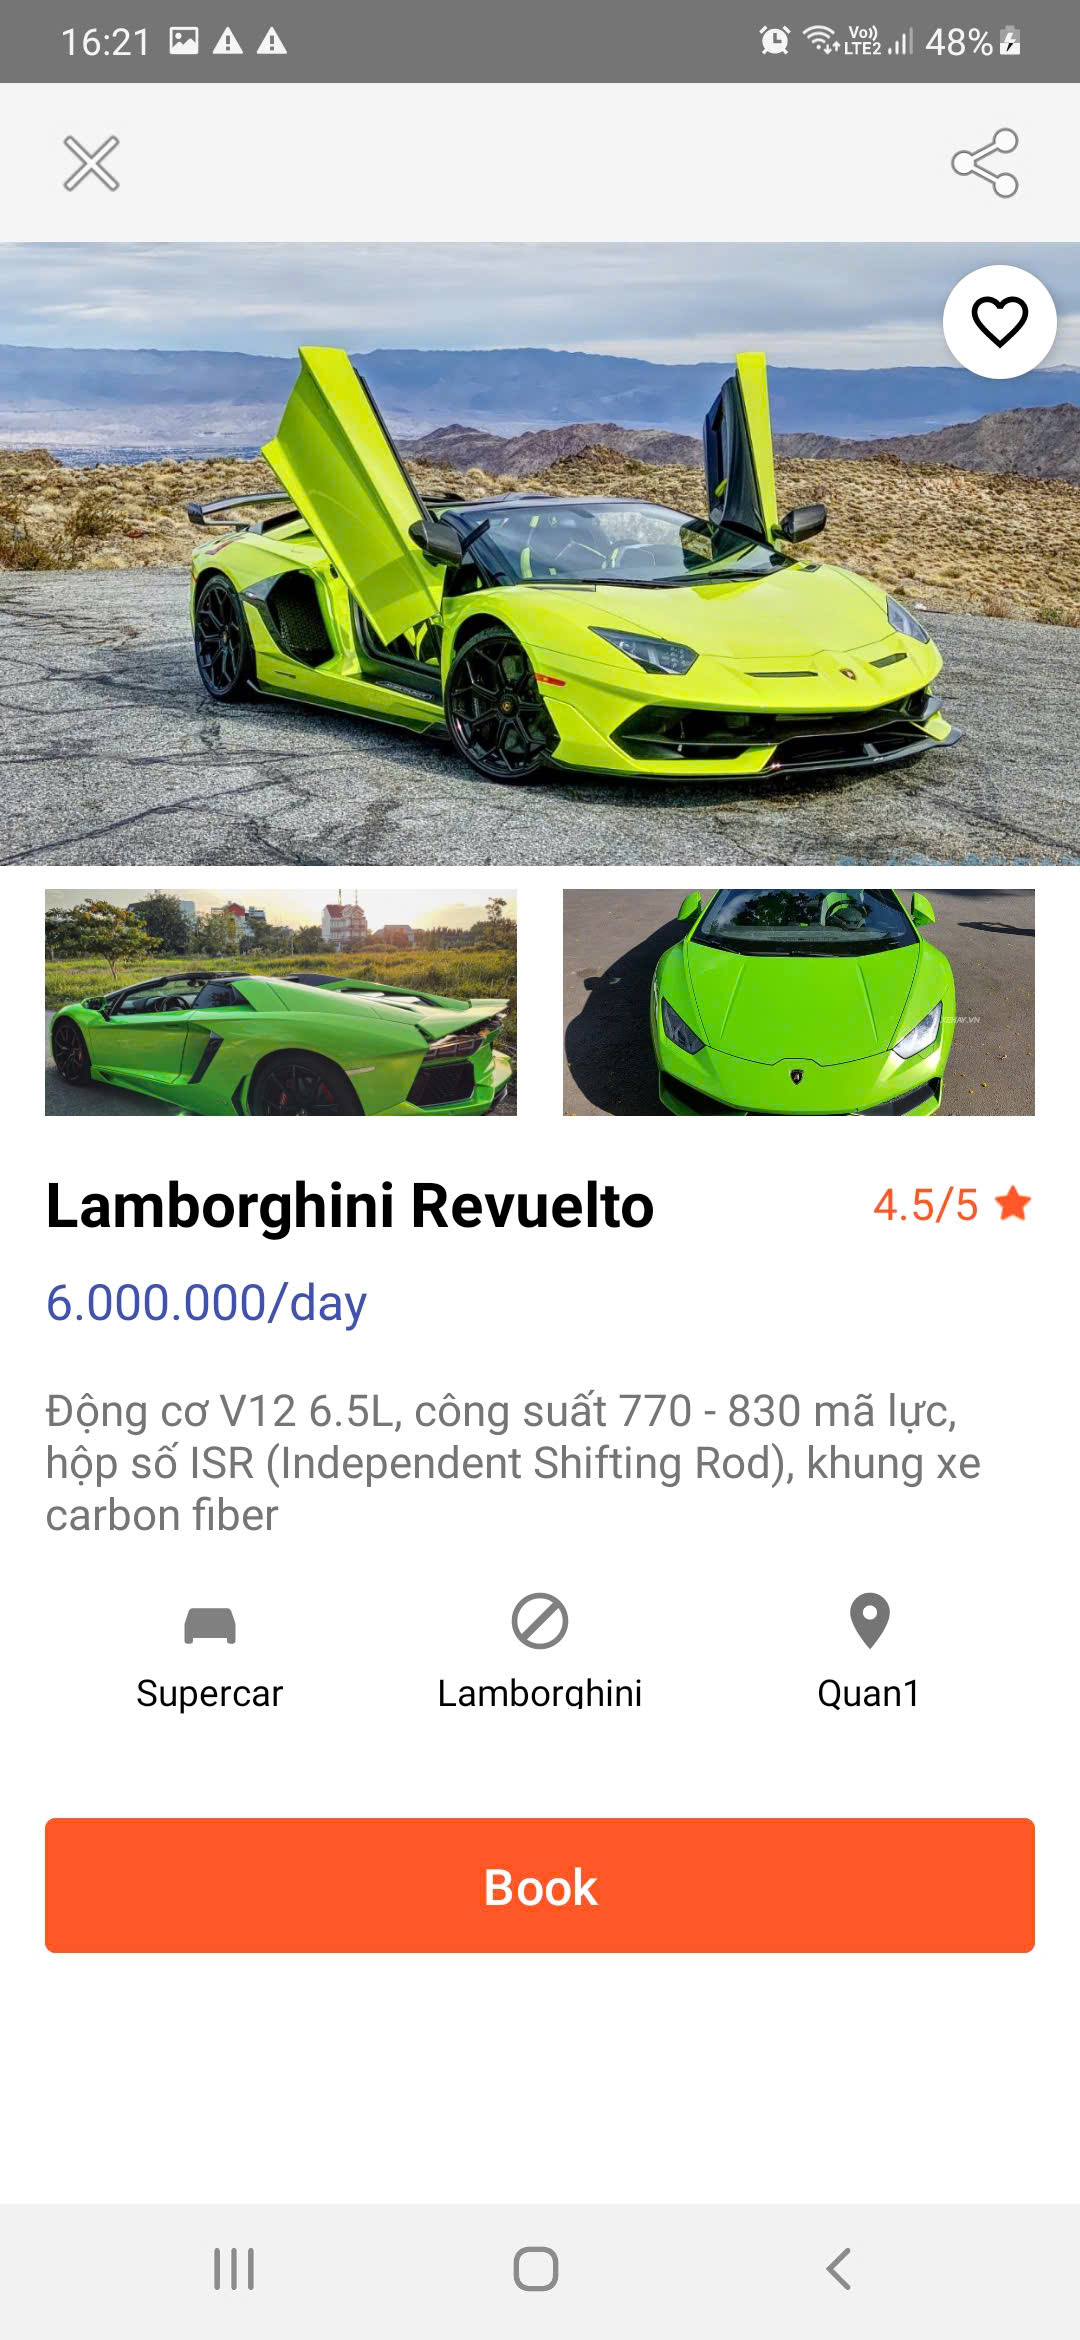 16:21
Vo)) LTE2 48%
XEHAY.VN
Lamborghini Revuelto
4.5/5
6.000.000/day
Động cơ V12 6.5L, công suất 770 - 830 mã lực,
hộp số ISR (Independent Shifting Rod), khung xe
carbon fiber
Supercar
Lamborghini
Quan1
Book